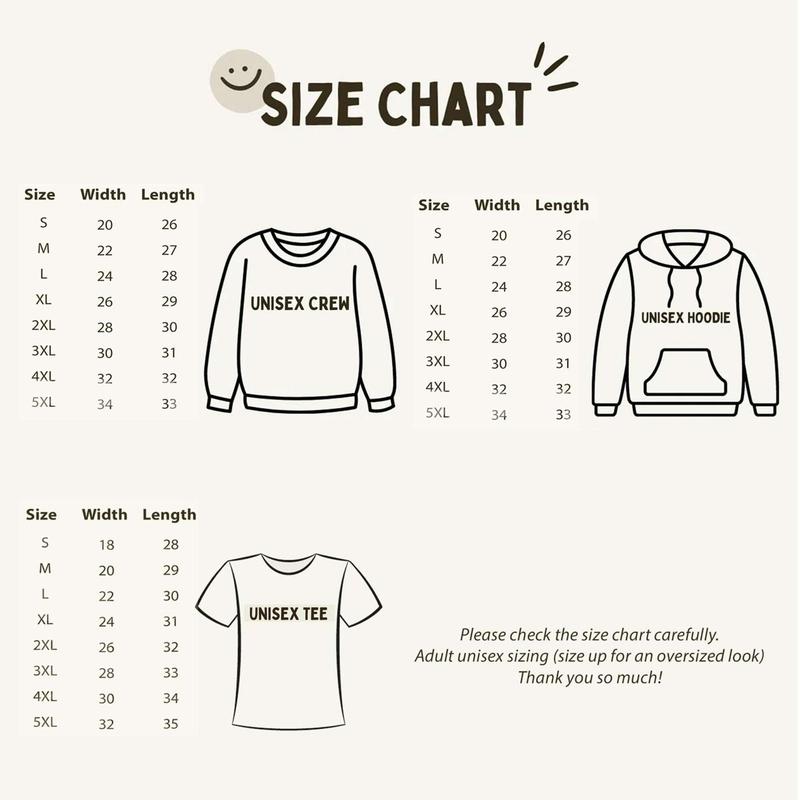 SIZE CHART
Size Width Length
S 20 26
M 22 27
L 24 28
XL 26 29
2XL 28 30
3XL 30 31
4XL 32 32
5XL 34 33
UNISEX CREW
Size Width Length
S 20 26
M 22 27
L 24 28
XL 26 29
2XL 28 30
3XL 30 31
4XL 32 32
5XL 34 33
UNISEX HOODIE
Size Width Length
S 18 28
M 20 29
L 22 30
XL 24 31
2XL 26 32
3XL 28 33
4XL 30 34
5XL 32 35
UNISEX TEE
Please check the size chart carefully.
Adult unisex sizing (size up for an oversized look)
Thank you so much!